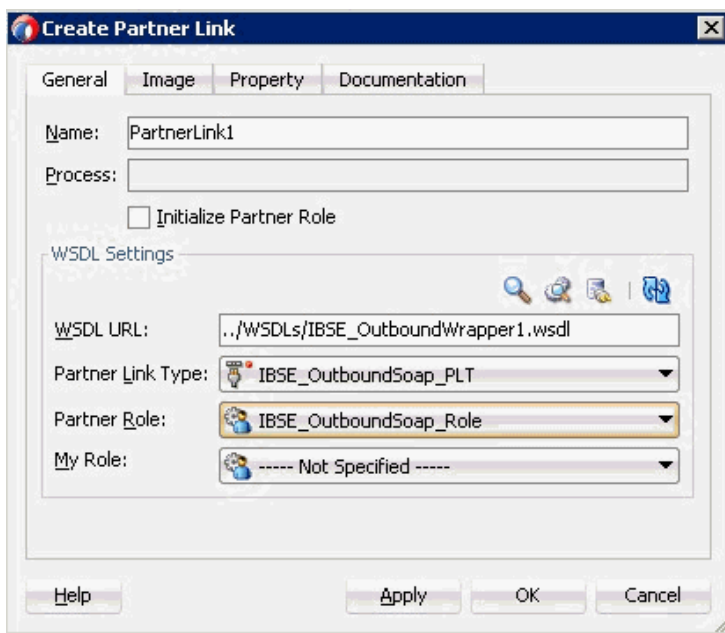 Create Partner Link
General Image Property Documentation
Name: PartnerLink1
Process:
Initialize Partner Role
WSDL Settings
WSDL URL: ../WSDLs/IBSE_OutboundWrapper1.wsdl
Partner Link Type: IBSE_OutboundSoap_PLT
Partner Role: IBSE_OutboundSoap_Role
My Role: ----- Not Specified -----
Help Apply OK Cancel